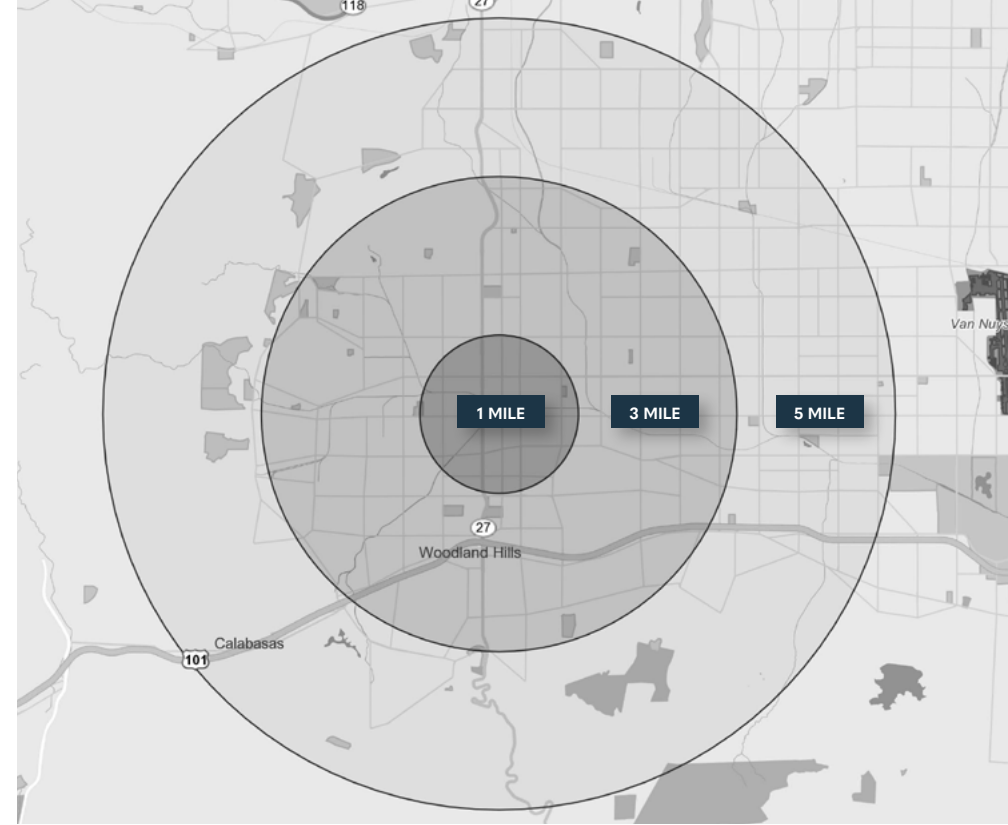 118
27
Van Nuys
1 MILE
3 MILE
5 MILE
27
Woodland Hills
Calabasas
101